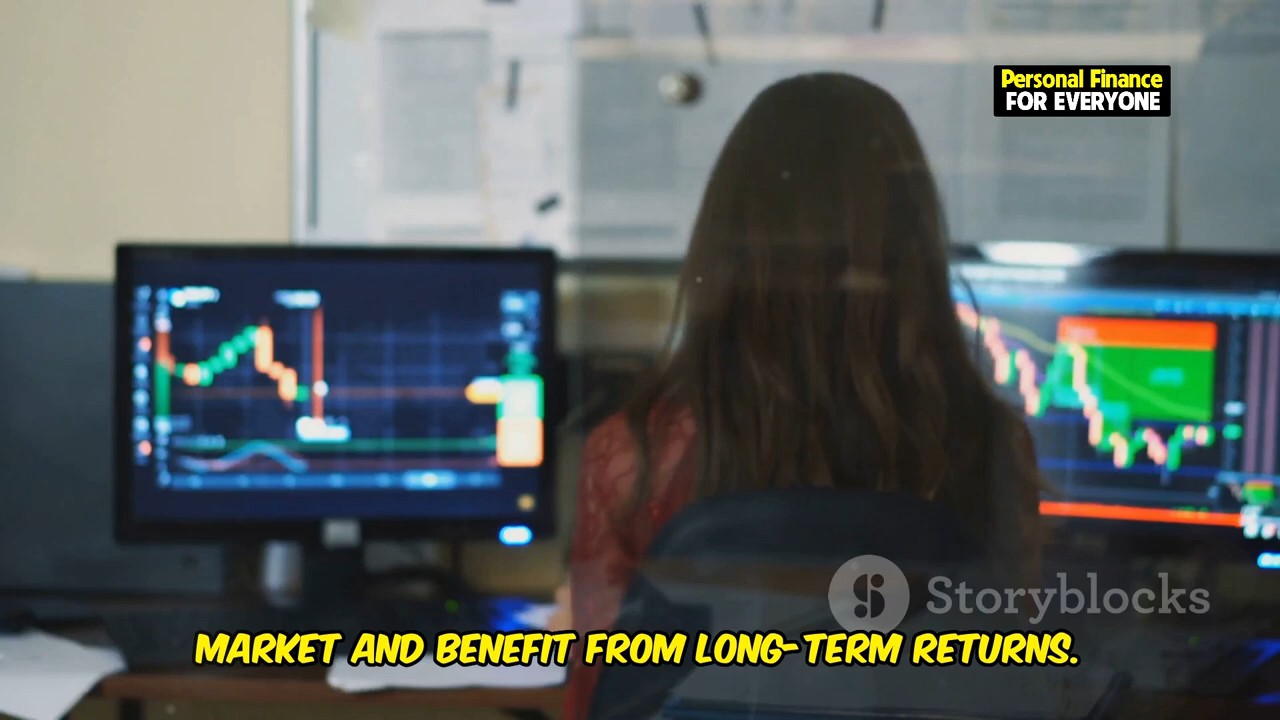 Personal Finance
FOR EVERYONE
Storyblocks
MARKET AND BENEFIT FROM LONG-TERM RETURNS.